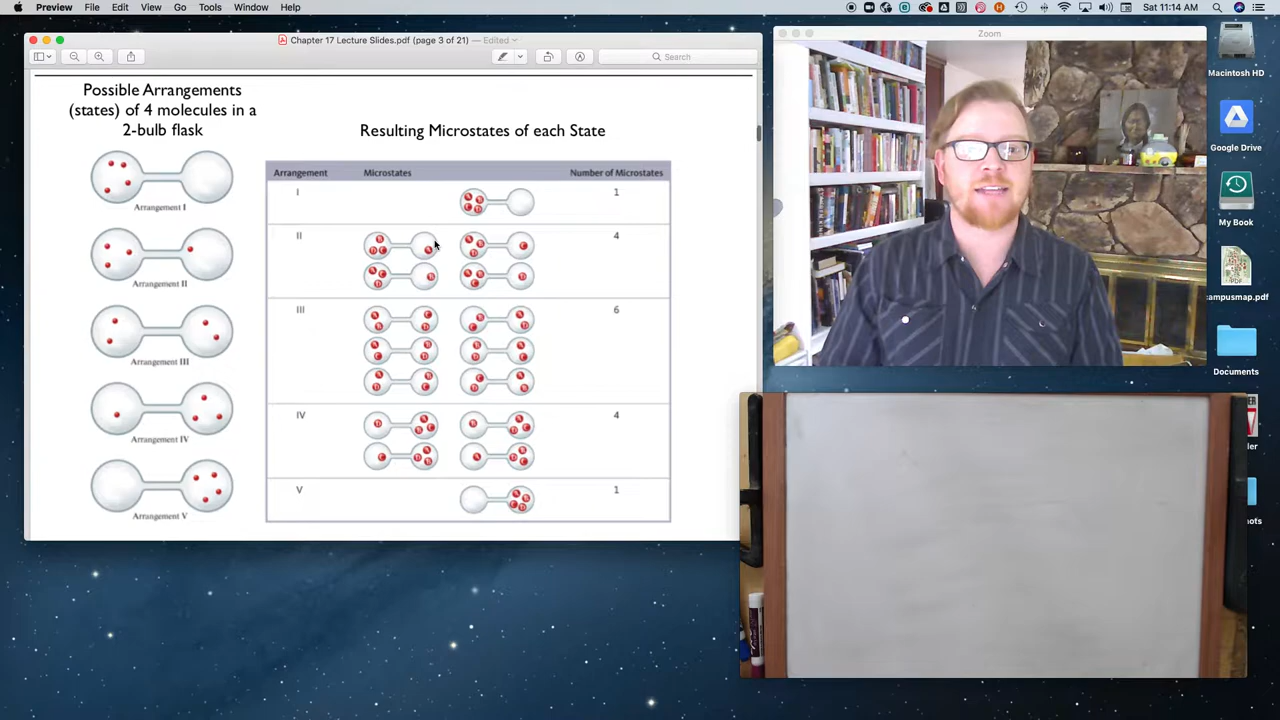 Preview File Edit View Go Tools Window Help
Sat 11:14 AM
Chapter 17 Lecture Slides.pdf (page 3 of 21) — Edited
Search
Possible Arrangements
(states) of 4 molecules in a
2-bulb flask
Resulting Microstates of each State
Arrangement I
Arrangement II
Arrangement III
Arrangement IV
Arrangement V
Arrangement Microstates Number of Microstates
I 1
II 4
III 6
IV 4
V 1
Zoom
Macintosh HD
Google Drive
My Book
PDF
campusmap.pdf
Documents
ler
ots